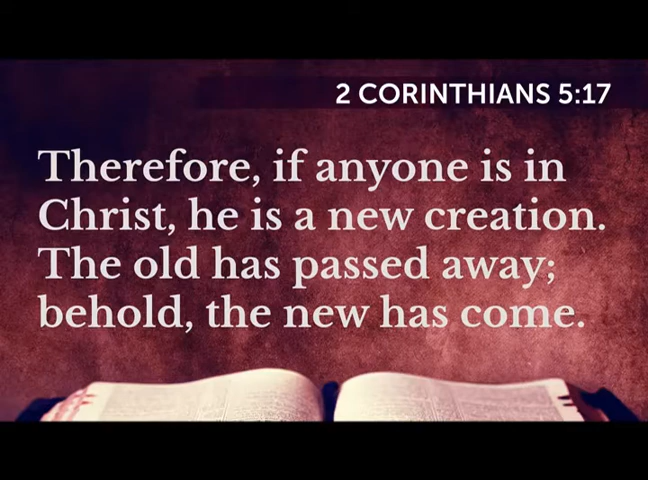 2 CORINTHIANS 5:17
Therefore, if anyone is in
Christ, he is a new creation.
The old has passed away;
behold, the new has come.